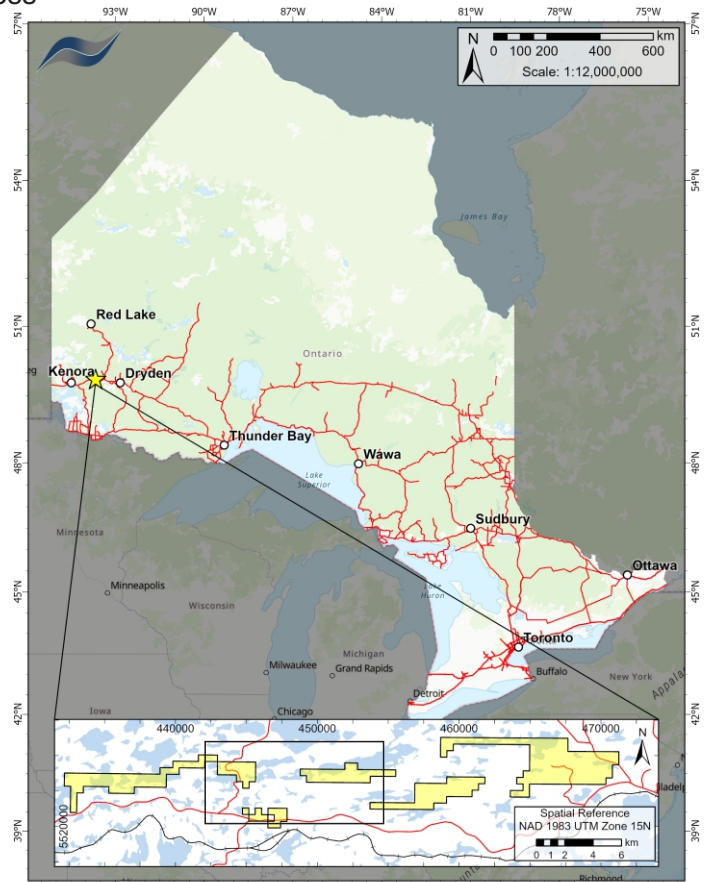 93°W 90°W 87°W 84°W 81°W 78°W 75°W
57°N 57°N
N
0 100 200 400 600 km
Scale: 1:12,000,000
54°N 54°N
James Bay
51°N 51°N
Red Lake
Ontario
Kenora
Dryden
Thunder Bay
Wawa
48°N 48°N
Lake
Superior
Sudbury
Minnesota
Ottawa
45°N 45°N
Minneapolis
Lake
Huron
Wisconsin
Toronto
Michigan
Milwaukee
Grand Rapids
Buffalo
New York
Detroit
Iowa
Chicago
42°N 42°N
440000 450000 460000 470000
N
5520000
39°N 39°N
Spatial Reference
NAD 1983 UTM Zone 15N
0 1 2 4 6
km
Richmond